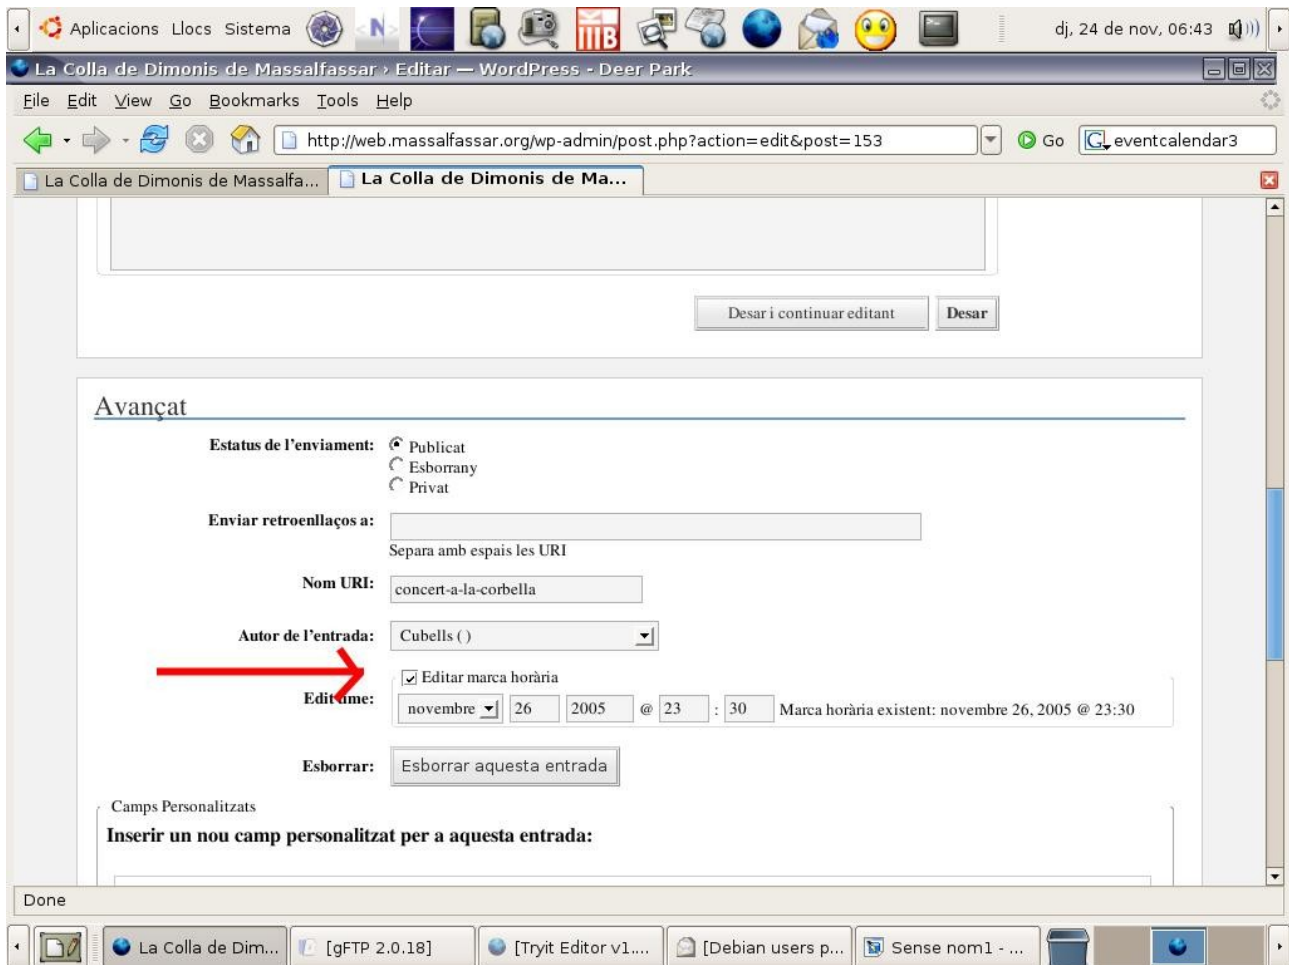 Aplicacions Llocs Sistema N mB dj, 24 de nov, 06:43
La Colla de Dimonis de Massalfassar › Editar — WordPress - Deer Park
File Edit View Go Bookmarks Tools Help
http://web.massalfassar.org/wp-admin/post.php?action=edit&post=153 Go G eventcalendar3
La Colla de Dimonis de Massalfa... La Colla de Dimonis de Ma...
Desar i continuar editant Desar
Avançat
Estatus de l'enviament: Publicat
Esborrany
Privat
Enviar retroenllaços a:
Separa amb espais les URI
Nom URI: concert-a-la-corbella
Autor de l'entrada: Cubells ( )
Editar marca horària
Edit time: novembre 26 2005 @ 23 : 30 Marca horària existent: novembre 26, 2005 @ 23:30
Esborrar: Esborrar aquesta entrada
Camps Personalitzats
Inserir un nou camp personalitzat per a aquesta entrada:
Done
La Colla de Dim... [gFTP 2.0.18] [Tryit Editor v1.... [Debian users p... Sense nom1 - ...